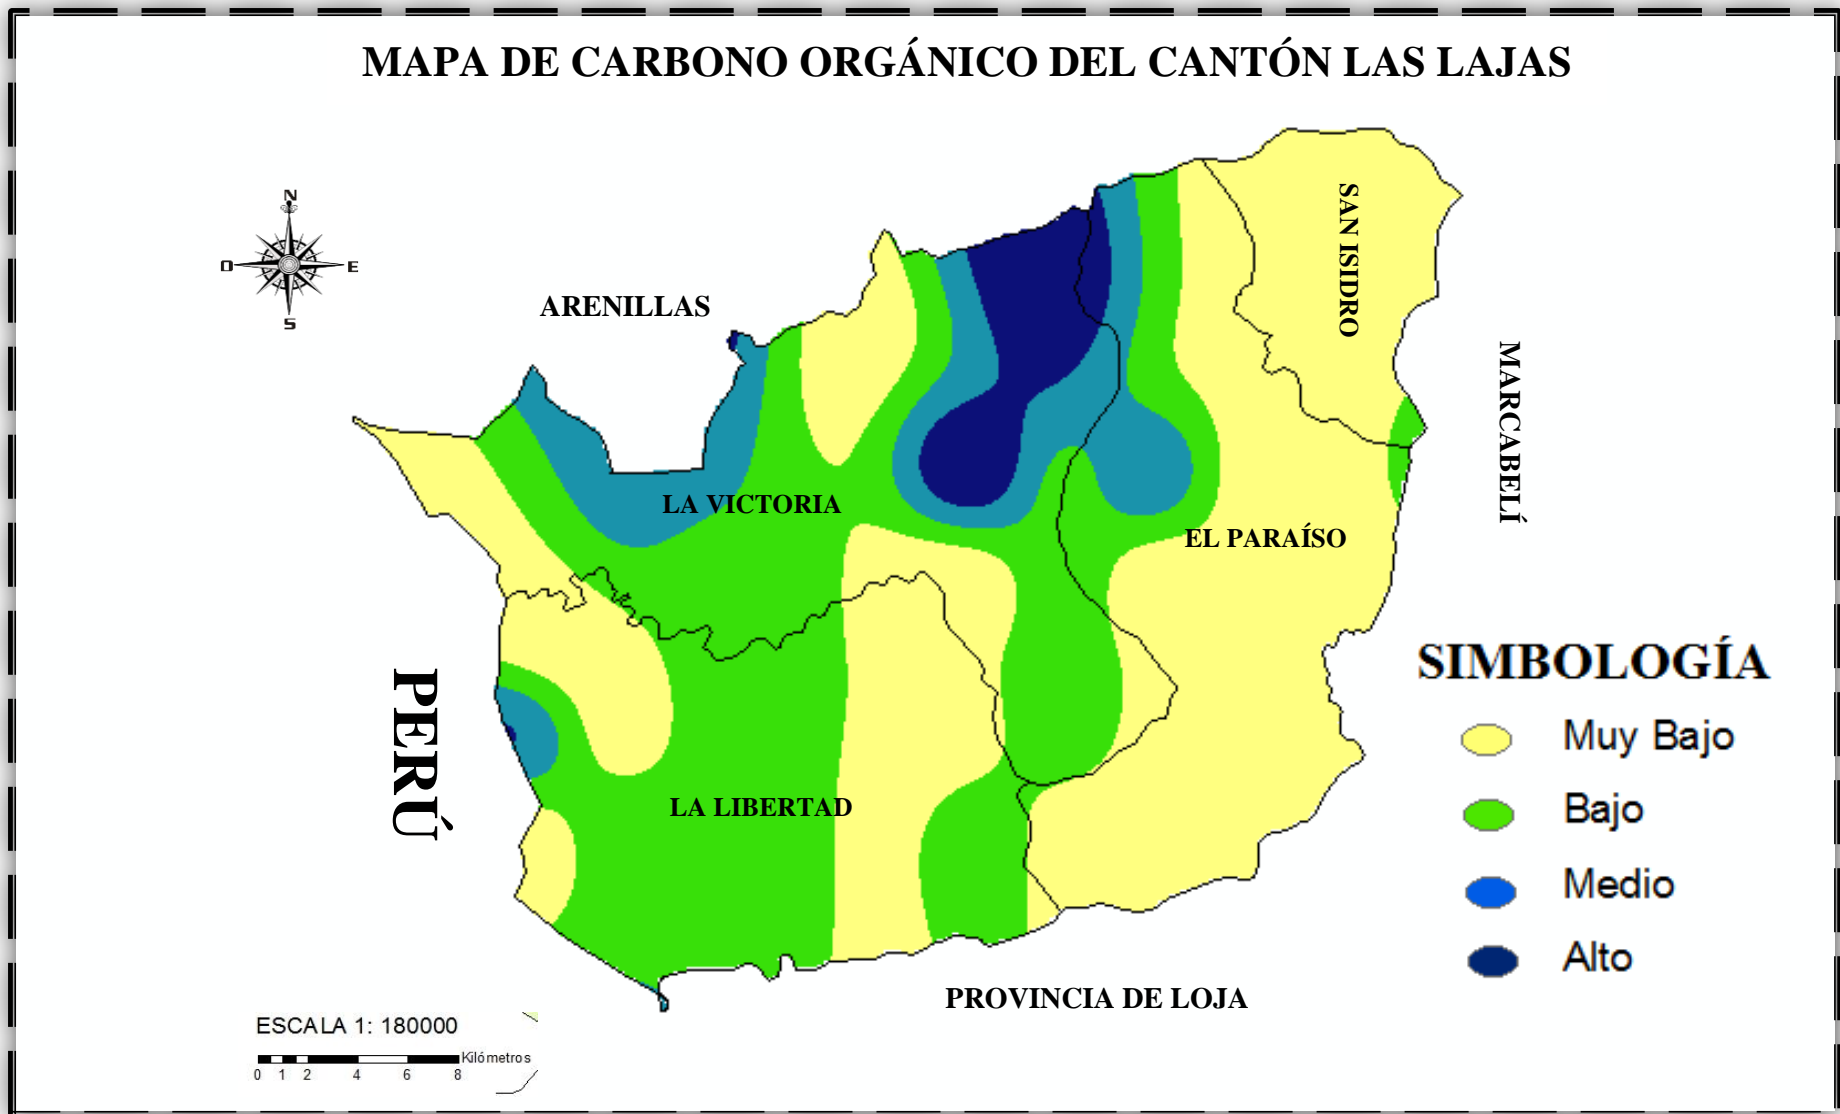 MAPA DE CARBONO ORGÁNICO DEL CANTÓN LAS LAJAS
N
O E
S
ARENILLAS
SAN ISIDRO
MARCABELÍ
LA VICTORIA
EL PARAÍSO
PERÚ
LA LIBERTAD
PROVINCIA DE LOJA
SIMBOLOGÍA
Muy Bajo
Bajo
Medio
Alto
ESCALA 1: 180000
Kilómetros
0 1 2 4 6 8